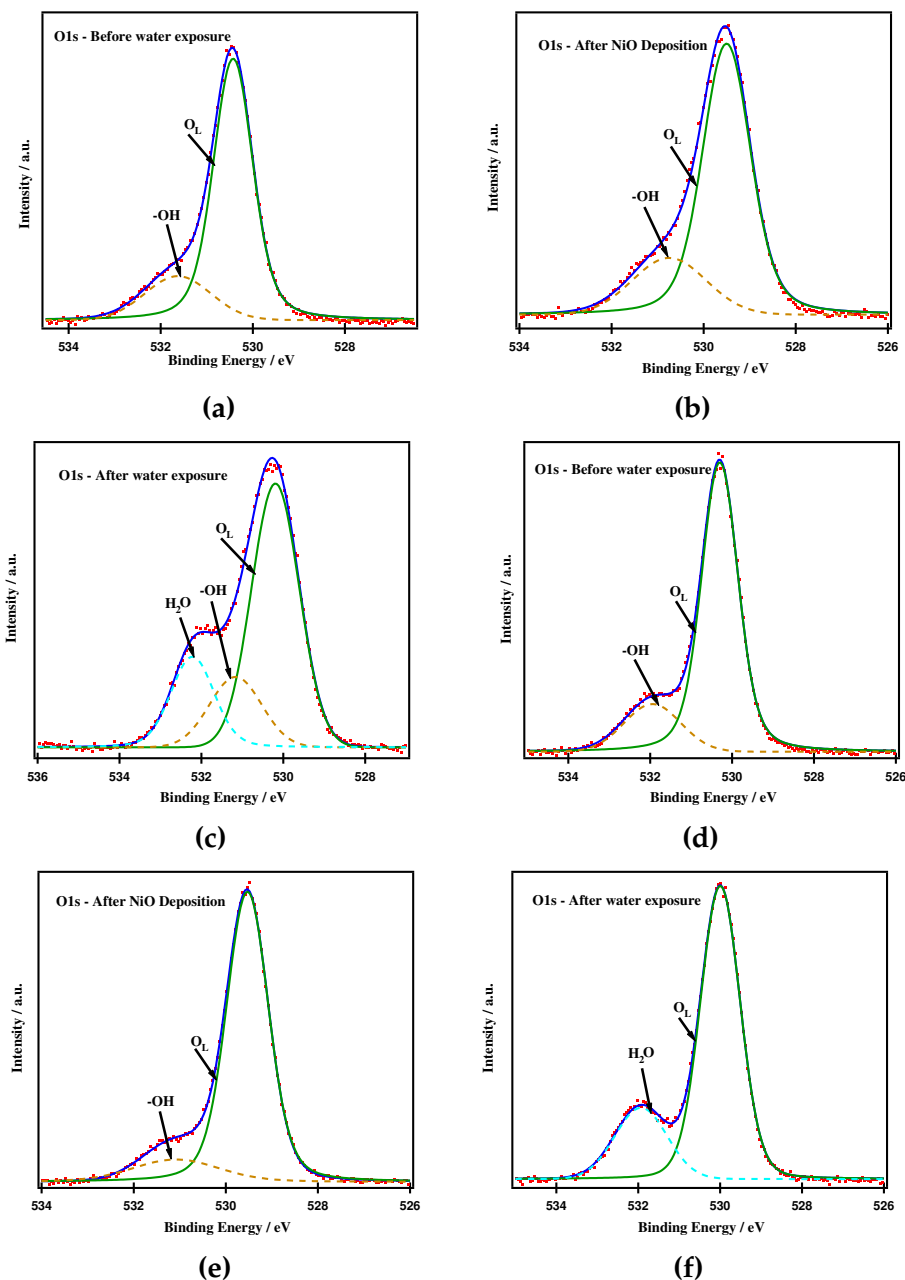 O1s - Before water exposure
O_L
-OH
Intensity / a.u.
534 532 530 528
Binding Energy / eV
(a)
O1s - After NiO Deposition
O_L
-OH
Intensity / a.u.
534 532 530 528 526
Binding Energy / eV
(b)
O1s - After water exposure
O_L
-OH
H₂O
Intensity / a.u.
536 534 532 530 528
Binding Energy / eV
(c)
O1s - Before water exposure
O_L
-OH
Intensity / a.u.
534 532 530 528 526
Binding Energy / eV
(d)
O1s - After NiO Deposition
O_L
-OH
Intensity / a.u.
534 532 530 528 526
Binding Energy / eV
(e)
O1s - After water exposure
O_L
H₂O
Intensity / a.u.
534 532 530 528 526
Binding Energy / eV
(f)